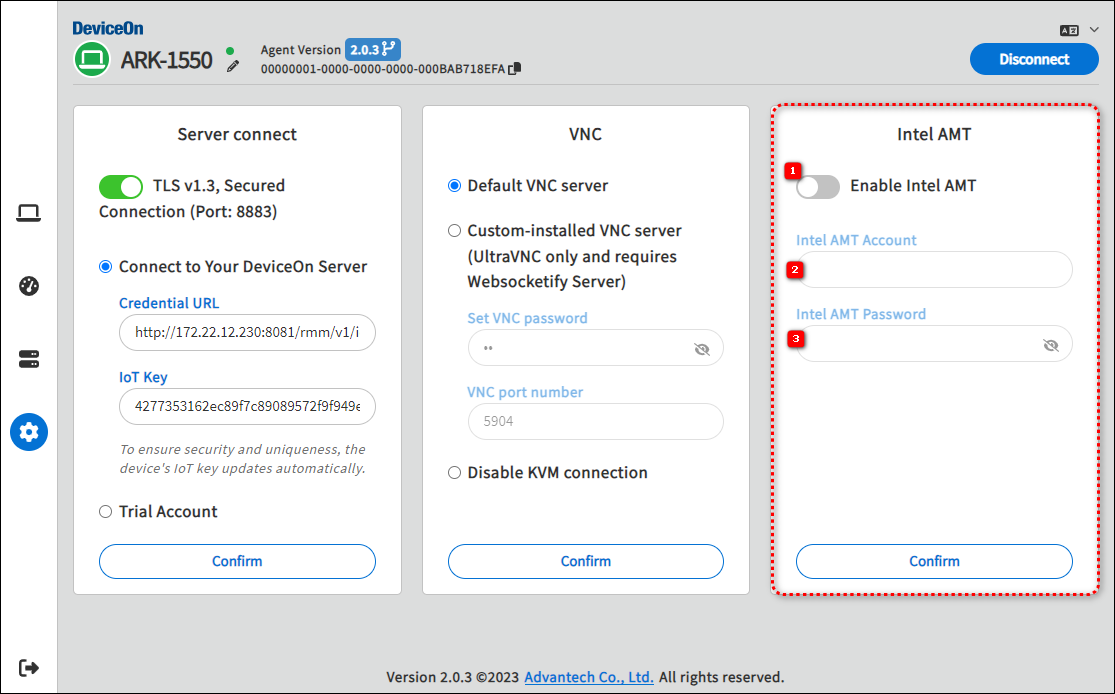 DeviceOn
ARK-1550
Agent Version 2.0.3
00000001-0000-0000-0000-000BAB718EFA
Disconnect
Server connect
TLS v1.3, Secured
Connection (Port: 8883)
Connect to Your DeviceOn Server
Credential URL
http://172.22.12.230:8081/rmm/v1/i
IoT Key
4277353162ec89f7c89089572f9f949e
To ensure security and uniqueness, the
device's IoT key updates automatically.
Trial Account
Confirm
VNC
Default VNC server
Custom-installed VNC server
(UltraVNC only and requires
Websocketify Server)
Set VNC password
••
VNC port number
5904
Disable KVM connection
Confirm
Intel AMT
1
Enable Intel AMT
Intel AMT Account
2
Intel AMT Password
3
Confirm
Version 2.0.3 ©2023 Advantech Co., Ltd. All rights reserved.